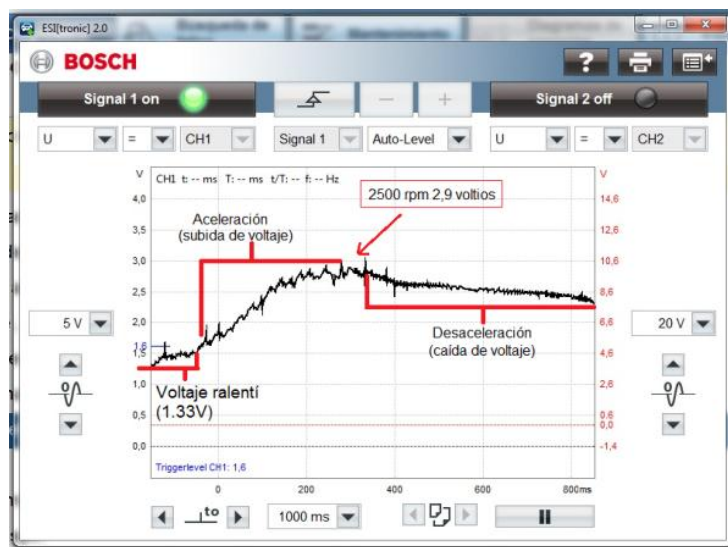 ESI[tronic] 2.0
BOSCH
?
Signal 1 on
- +
Signal 2 off
U = CH1 Signal 1 Auto-Level U = CH2
V CH1 t: -- ms T: -- ms t/T: -- f: -- Hz V
4,0 14,6
2500 rpm 2,9 voltios
Aceleración
(subida de voltaje)
3,5 12,6
3,0 10,6
2,5 8,6
5 V 2,0 6,6 20 V
Desaceleración
(caída de voltaje)
1,6
1,5 4,6
1,0 2,6
Voltaje ralentí
(1.33V)
0,5 0,6
0,0
0,0 -1,4
Triggerlevel CH1: 1,6
0 200 400 600 800ms
to 1000 ms